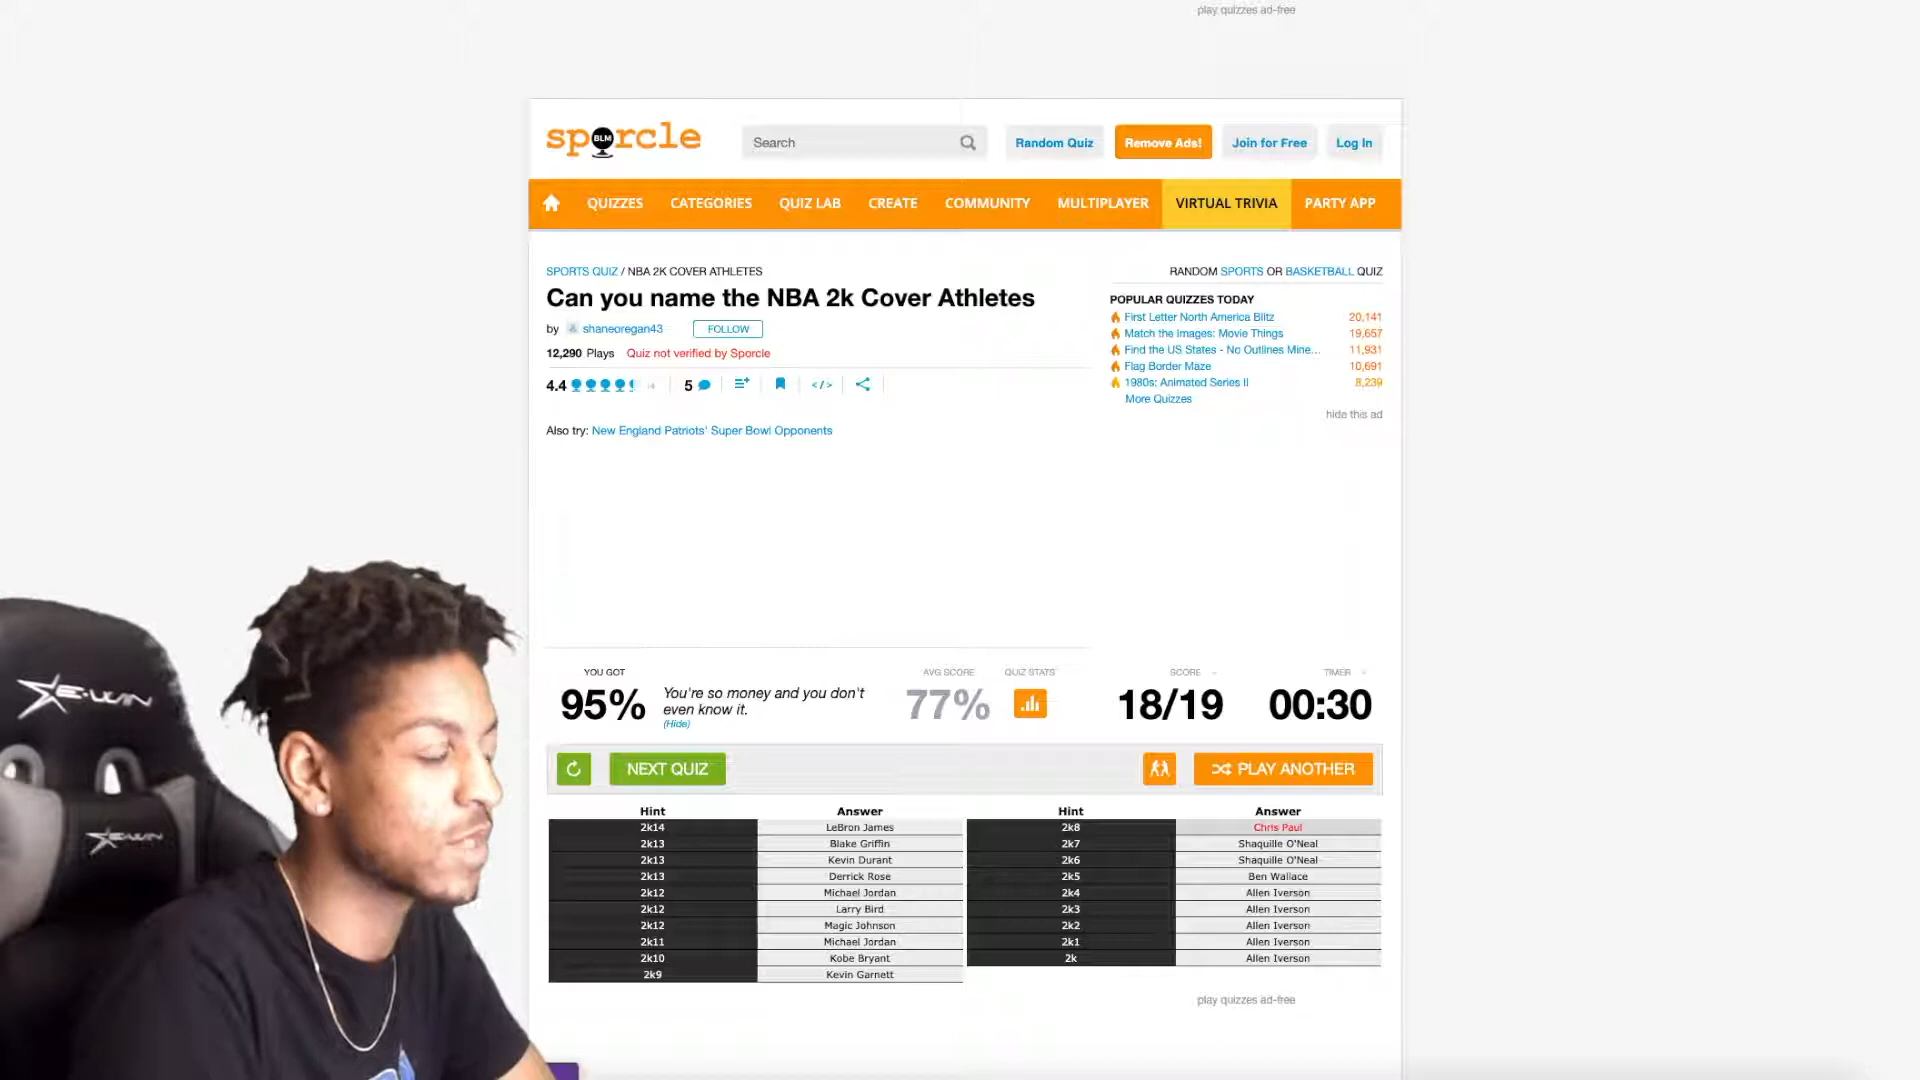 play quizzes ad-free
sporcle
BLM
Search
Random Quiz
Remove Ads!
Join for Free
Log In
QUIZZES
CATEGORIES
QUIZ LAB
CREATE
COMMUNITY
MULTIPLAYER
VIRTUAL TRIVIA
PARTY APP
SPORTS QUIZ / NBA 2K COVER ATHLETES
Can you name the NBA 2k Cover Athletes
by shaneoregan43
FOLLOW
12,290 Plays Quiz not verified by Sporcle
4.4
5
</>
Also try: New England Patriots' Super Bowl Opponents
RANDOM SPORTS OR BASKETBALL QUIZ
POPULAR QUIZZES TODAY
First Letter North America Blitz 20,141
Match the Images: Movie Things 19,657
Find the US States - No Outlines Mine... 11,931
Flag Border Maze 10,691
1980s: Animated Series II 8,239
More Quizzes
hide this ad
YOU GOT
95%
You're so money and you don't
even know it.
(Hide)
AVG SCORE
77%
QUIZ STATS
SCORE
18/19
TIMER
00:30
NEXT QUIZ
PLAY ANOTHER
Hint Answer
2k14 LeBron James
2k13 Blake Griffin
2k13 Kevin Durant
2k13 Derrick Rose
2k12 Michael Jordan
2k12 Larry Bird
2k12 Magic Johnson
2k11 Michael Jordan
2k10 Kobe Bryant
2k9 Kevin Garnett
Hint Answer
2k8 Chris Paul
2k7 Shaquille O'Neal
2k6 Shaquille O'Neal
2k5 Ben Wallace
2k4 Allen Iverson
2k3 Allen Iverson
2k2 Allen Iverson
2k1 Allen Iverson
2k Allen Iverson
play quizzes ad-free
E-WIN
E-WIN